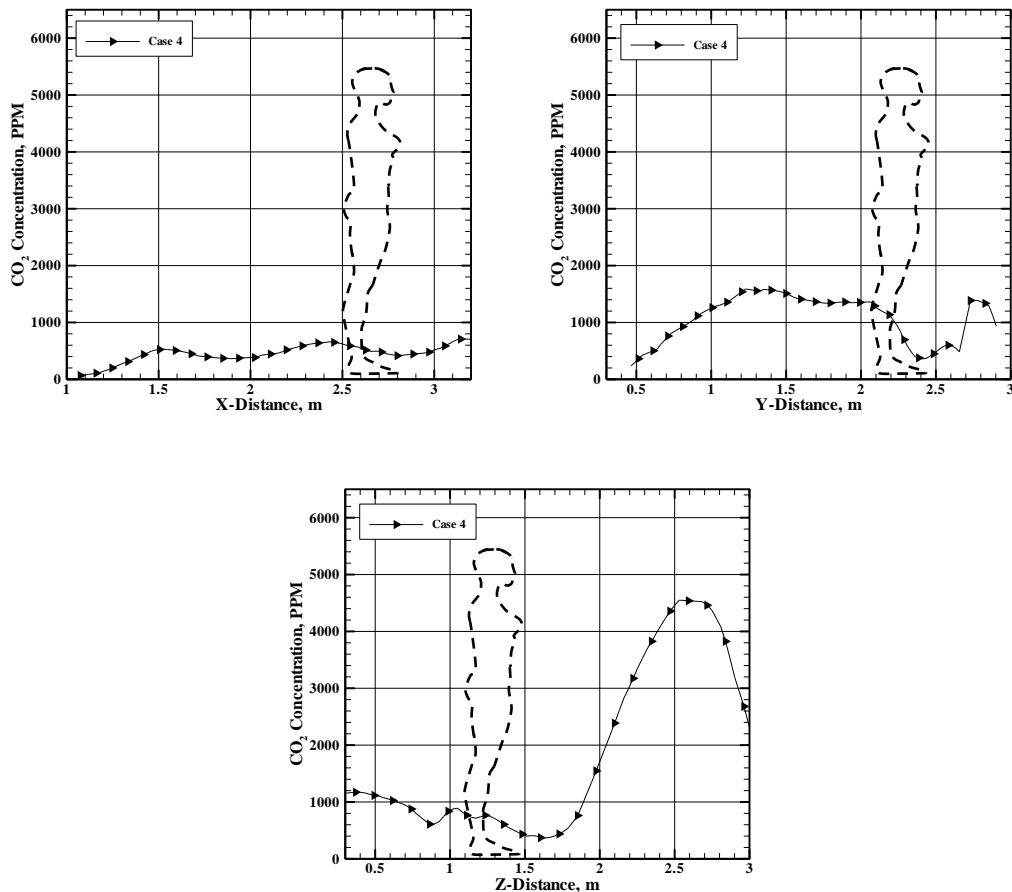 6000
5000
4000
3000
2000
1000
0
CO2 Concentration, PPM
Case 4
1 1.5 2 2.5 3
X-Distance, m
6000
5000
4000
3000
2000
1000
0
CO2 Concentration, PPM
Case 4
0.5 1 1.5 2 2.5 3
Y-Distance, m
6000
5000
4000
3000
2000
1000
0
CO2 Concentration, PPM
Case 4
0.5 1 1.5 2 2.5 3
Z-Distance, m